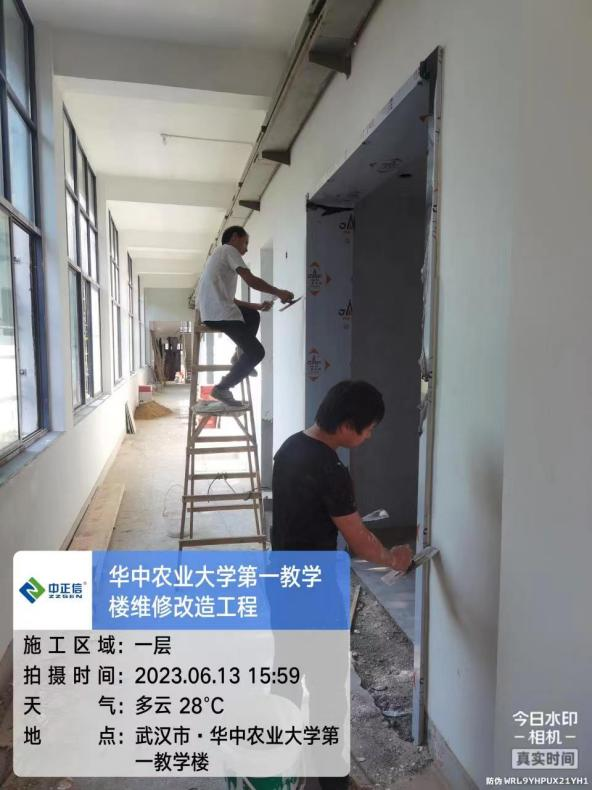 中正信
ZZSEN
华中农业大学第一教学
楼维修改造工程
施工区域：一层
拍摄时间：2023.06.13 15:59
天气：多云 28°C
地点：武汉市·华中农业大学第
一教学楼
今日水印
-相机-
真实时间
防伪 WRL9YHPUX21YH1